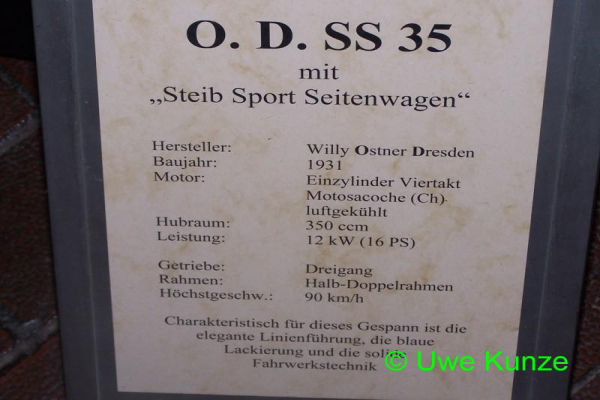 O. D. SS 35
mit
„Steib Sport Seitenwagen“
Hersteller: Willy Ostner Dresden
Baujahr: 1931
Motor: Einzylinder Viertakt
Motosacoche (Ch)
luftgekühlt
Hubraum: 350 ccm
Leistung: 12 kW (16 PS)
Getriebe: Dreigang
Rahmen: Halb-Doppelrahmen
Höchstgeschw.: 90 km/h
Charakteristisch für dieses Gespann ist die
elegante Linienführung, die blaue
Lackierung und die solide
Fahrwerkstechnik
© Uwe Kunze